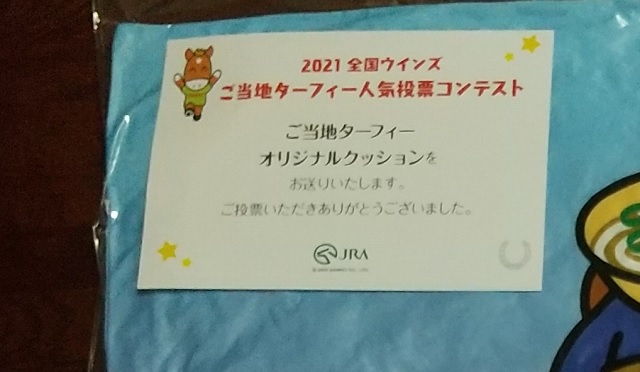 2021 全国ウインズ
ご当地ターフィー人気投票コンテスト
ご当地ターフィー
オリジナルクッションを
お送りいたします。
ご投票いただきありがとうございました。
JRA